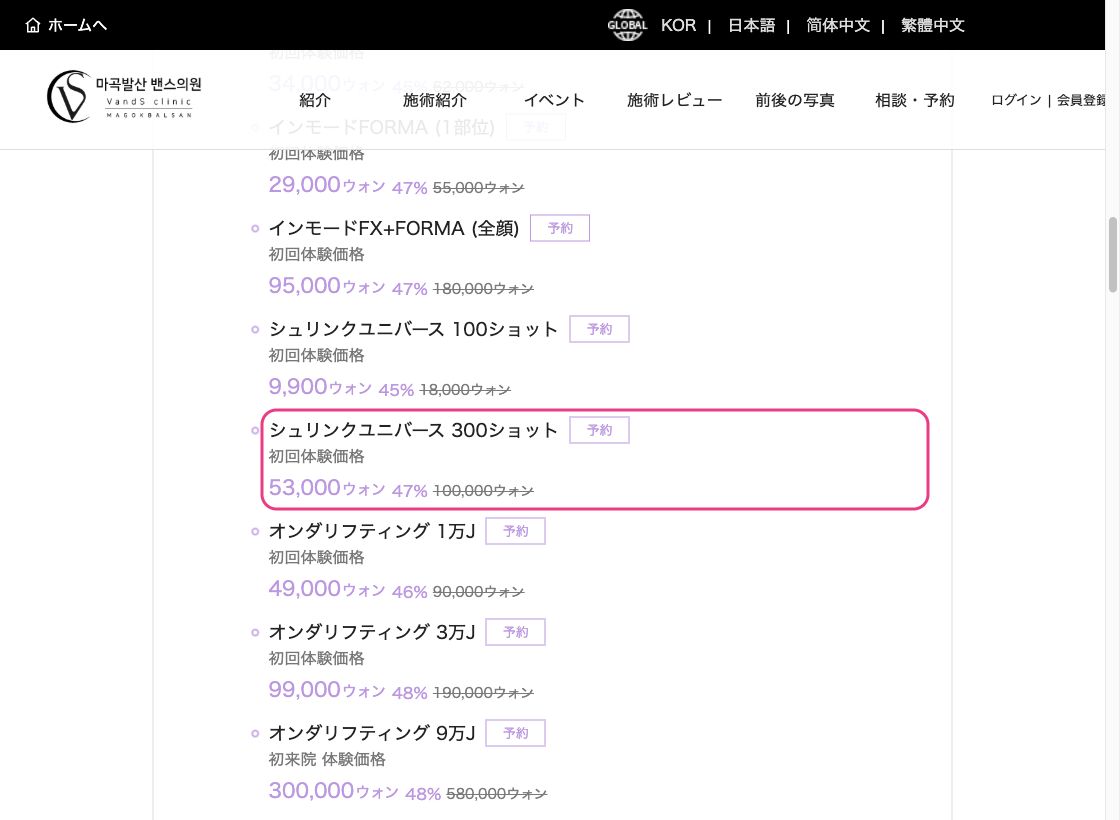 ホームへ
GLOBAL KOR | 日本語 | 简体中文 | 繁體中文
마곡발산 밴스의원
VandS clinic
MAGOKBALSAN
紹介 施術紹介 イベント 施術レビュー 前後の写真 相談・予約 ログイン | 会員登録
初回体験価格
34,000
インモードFORMA (1部位) 予約
初回体験価格
29,000ウォン 47% 55,000ウォン
インモードFX+FORMA (全顔) 予約
初回体験価格
95,000ウォン 47% 180,000ウォン
シュリンクユニバース 100ショット 予約
初回体験価格
9,900ウォン 45% 18,000ウォン
シュリンクユニバース 300ショット 予約
初回体験価格
53,000ウォン 47% 100,000ウォン
オンダリフティング 1万J 予約
初回体験価格
49,000ウォン 46% 90,000ウォン
オンダリフティング 3万J 予約
初回体験価格
99,000ウォン 48% 190,000ウォン
オンダリフティング 9万J 予約
初来院 体験価格
300,000ウォン 48% 580,000ウォン